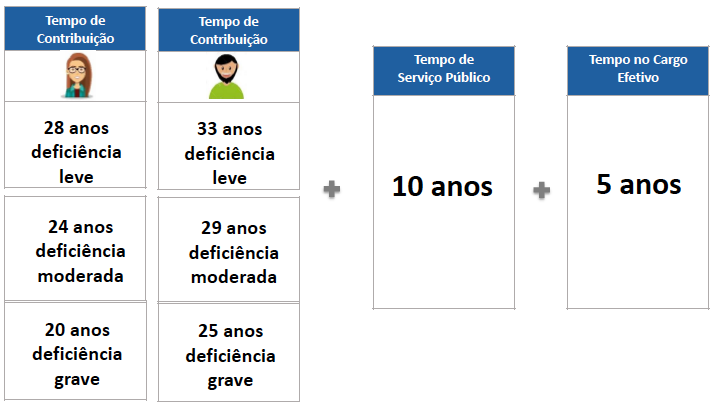 Tempo de
Contribuição
28 anos
deficiência
leve
24 anos
deficiência
moderada
20 anos
deficiência
grave
Tempo de
Contribuição
33 anos
deficiência
leve
29 anos
deficiência
moderada
25 anos
deficiência
grave
+
Tempo de
Serviço Público
10 anos
+
Tempo no Cargo
Efetivo
5 anos